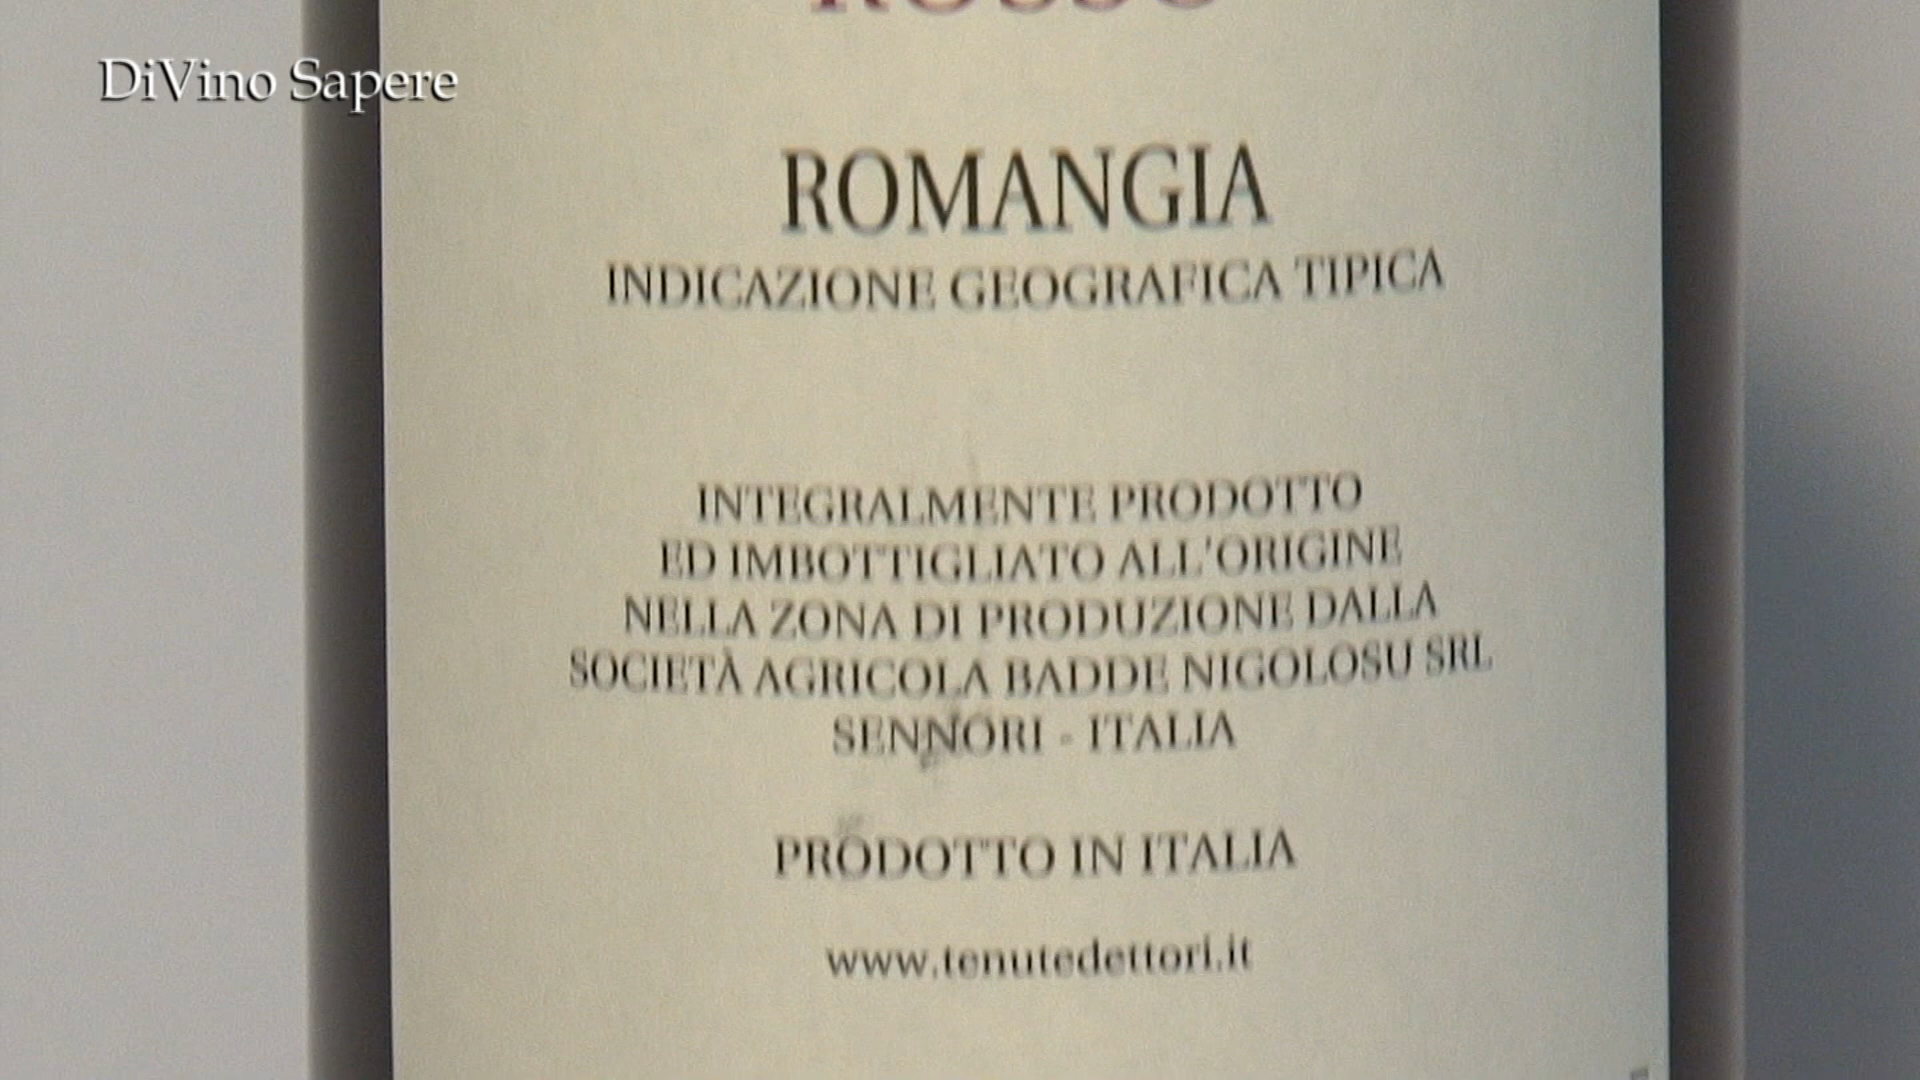 DiVino Sapere
ROSSO
ROMANGIA
INDICAZIONE GEOGRAFICA TIPICA
INTEGRALMENTE PRODOTTO
ED IMBOTTIGLIATO ALL'ORIGINE
NELLA ZONA DI PRODUZIONE DALLA
SOCIETÀ AGRICOLA BADDE NIGOLOSU SRL
SENNORI - ITALIA
PRODOTTO IN ITALIA
www.tenutedettori.it